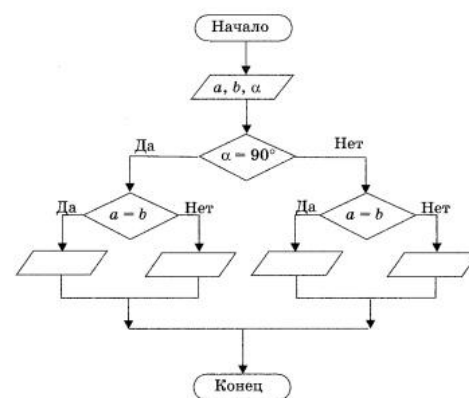 Начало
a, b, α
Да
α = 90°
Нет
Да
a = b
Нет
Да
a = b
Нет
Конец